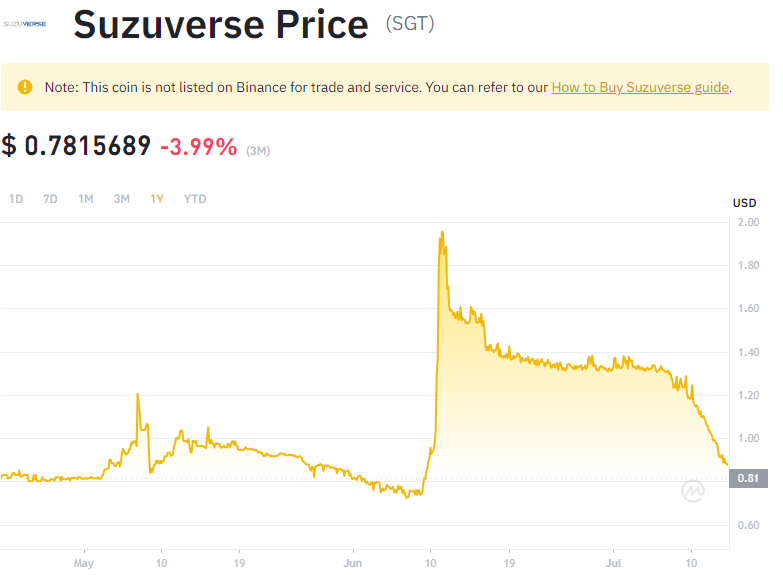 SUZUVERSE
Suzuverse Price (SGT)
Note: This coin is not listed on Binance for trade and service. You can refer to our How to Buy Suzuverse guide.
$ 0.7815689 -3.99% (3M)
1D 7D 1M 3M 1Y YTD
USD
2.00
1.80
1.60
1.40
1.20
1.00
0.81
0.60
May 10 19 Jun 10 19 Jul 10